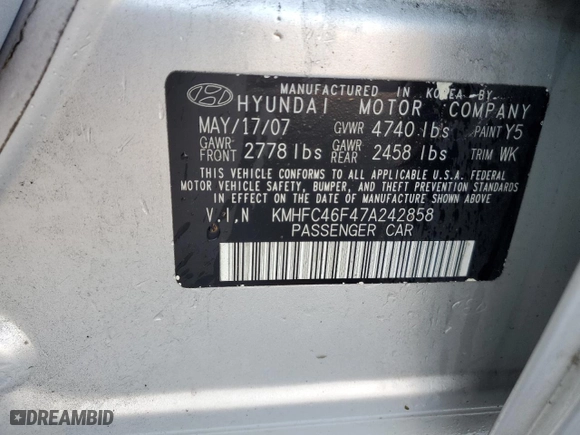 MANUFACTURED IN KOREA BY:
HYUNDAI MOTOR COMPANY
MAY/17/07 GVWR 4740 lbs PAINT Y5
GAWR FRONT 2778 lbs GAWR REAR 2458 lbs TRIM WK
THIS VEHICLE CONFORMS TO ALL APPLICABLE U.S.A. FEDERAL
MOTOR VEHICLE SAFETY, BUMPER, AND THEFT PREVENTION STANDARDS
IN EFFECT ON THE DATE OF MANUFACTURE SHOWN ABOVE
V.I.N KMHFC46F47A242858
PASSENGER CAR
DREAMBID